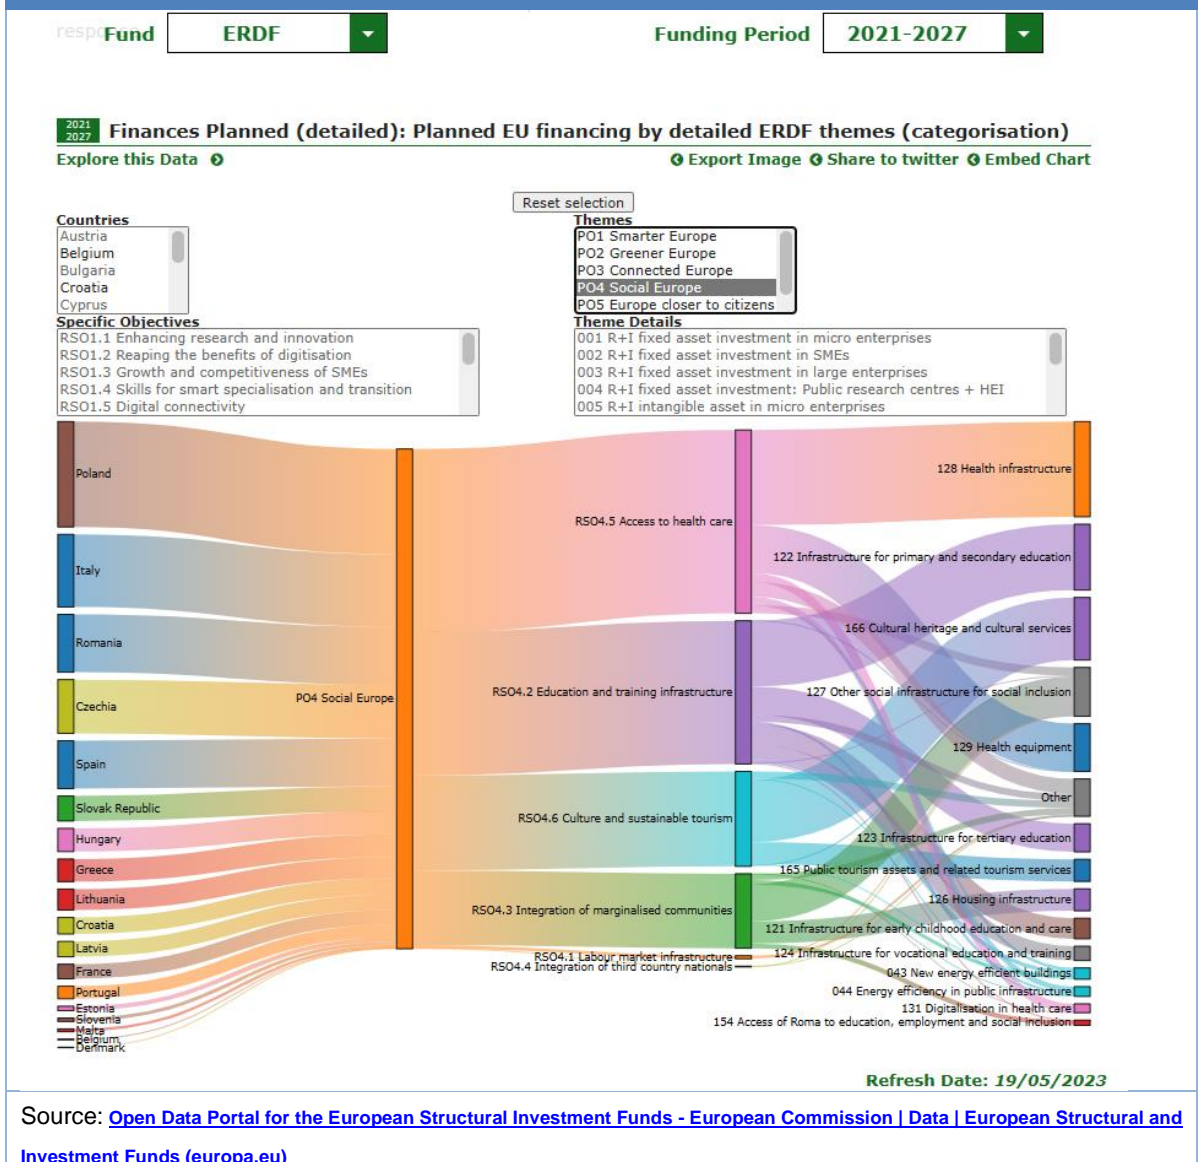 response
Fund ERDF
Funding Period 2021-2027
2021
2027
Finances Planned (detailed): Planned EU financing by detailed ERDF themes (categorisation)
Explore this Data
Export Image Share to twitter Embed Chart
Reset selection
Countries
Austria
Belgium
Bulgaria
Croatia
Cyprus
Themes
PO1 Smarter Europe
PO2 Greener Europe
PO3 Connected Europe
PO4 Social Europe
PO5 Europe closer to citizens
Specific Objectives
RSO1.1 Enhancing research and innovation
RSO1.2 Reaping the benefits of digitisation
RSO1.3 Growth and competitiveness of SMEs
RSO1.4 Skills for smart specialisation and transition
RSO1.5 Digital connectivity
Theme Details
001 R+I fixed asset investment in micro enterprises
002 R+I fixed asset investment in SMEs
003 R+I fixed asset investment in large enterprises
004 R+I fixed asset investment: Public research centres + HEI
005 R+I intangible asset in micro enterprises
Poland
Italy
Romania
Czechia
Spain
Slovak Republic
Hungary
Greece
Lithuania
Croatia
Latvia
France
Portugal
Estonia
Slovenia
Malta
Belgium
Denmark
PO4 Social Europe
RSO4.5 Access to health care
RSO4.2 Education and training infrastructure
RSO4.6 Culture and sustainable tourism
RSO4.3 Integration of marginalised communities
RSO4.1 Labour market infrastructure
RSO4.4 Integration of third country nationals
128 Health infrastructure
122 Infrastructure for primary and secondary education
166 Cultural heritage and cultural services
127 Other social infrastructure for social inclusion
129 Health equipment
Other
123 Infrastructure for tertiary education
165 Public tourism assets and related tourism services
126 Housing infrastructure
121 Infrastructure for early childhood education and care
124 Infrastructure for vocational education and training
043 New energy efficient buildings
044 Energy efficiency in public infrastructure
131 Digitalisation in health care
154 Access of Roma to education, employment and social inclusion
Refresh Date: 19/05/2023
Source: Open Data Portal for the European Structural Investment Funds - European Commission | Data | European Structural and
Investment Funds (europa.eu)